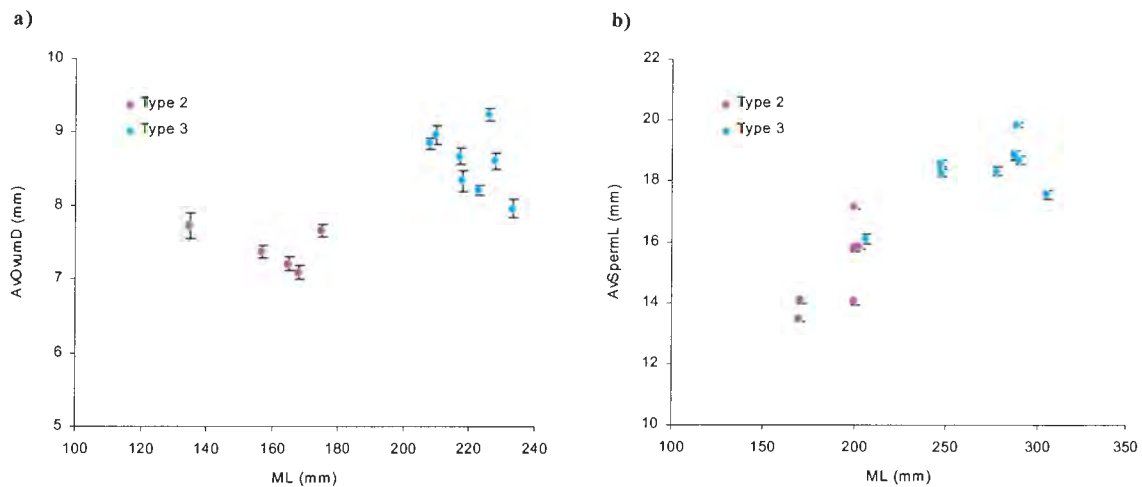 a)
10
9
8
7
6
5
AvOvumD (mm)
Type 2
Type 3
100 120 140 160 180 200 220 240
ML (mm)
b)
22
20
18
16
14
12
10
AvSpermL (mm)
Type 2
Type 3
100 150 200 250 300 350
ML (mm)